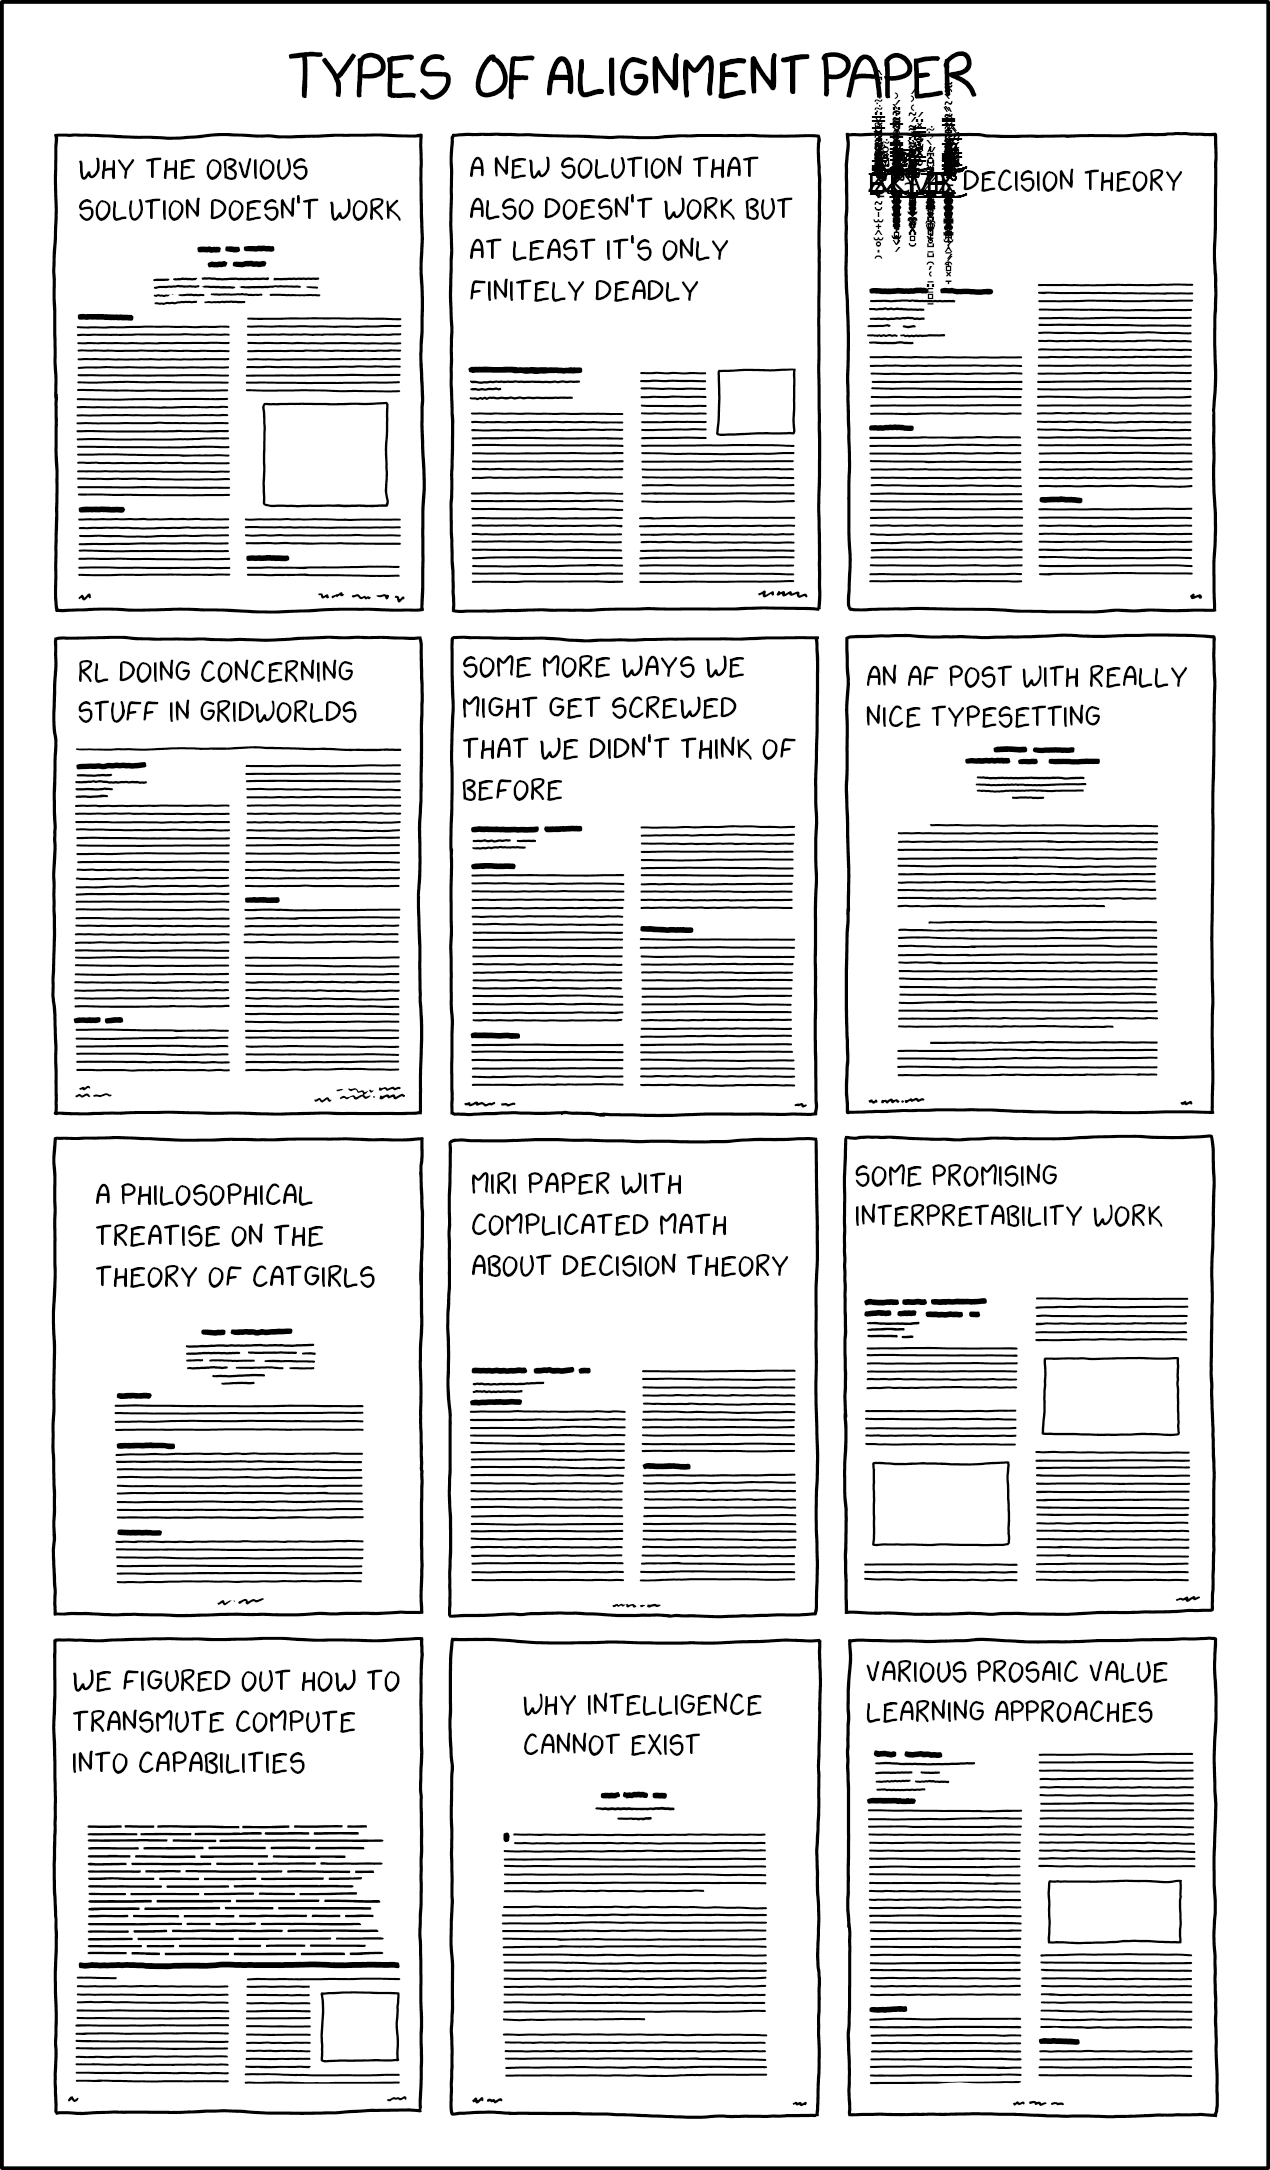 TYPES OF ALIGNMENT PAPER
WHY THE OBVIOUS
SOLUTION DOESN'T WORK
A NEW SOLUTION THAT
ALSO DOESN'T WORK BUT
AT LEAST IT'S ONLY
FINITELY DEADLY
DECISION THEORY
RL DOING CONCERNING
STUFF IN GRIDWORLDS
SOME MORE WAYS WE
MIGHT GET SCREWED
THAT WE DIDN'T THINK OF
BEFORE
AN AF POST WITH REALLY
NICE TYPESETTING
A PHILOSOPHICAL
TREATISE ON THE
THEORY OF CATGIRLS
MIRI PAPER WITH
COMPLICATED MATH
ABOUT DECISION THEORY
SOME PROMISING
INTERPRETABILITY WORK
WE FIGURED OUT HOW TO
TRANSMUTE COMPUTE
INTO CAPABILITIES
WHY INTELLIGENCE
CANNOT EXIST
VARIOUS PROSAIC VALUE
LEARNING APPROACHES